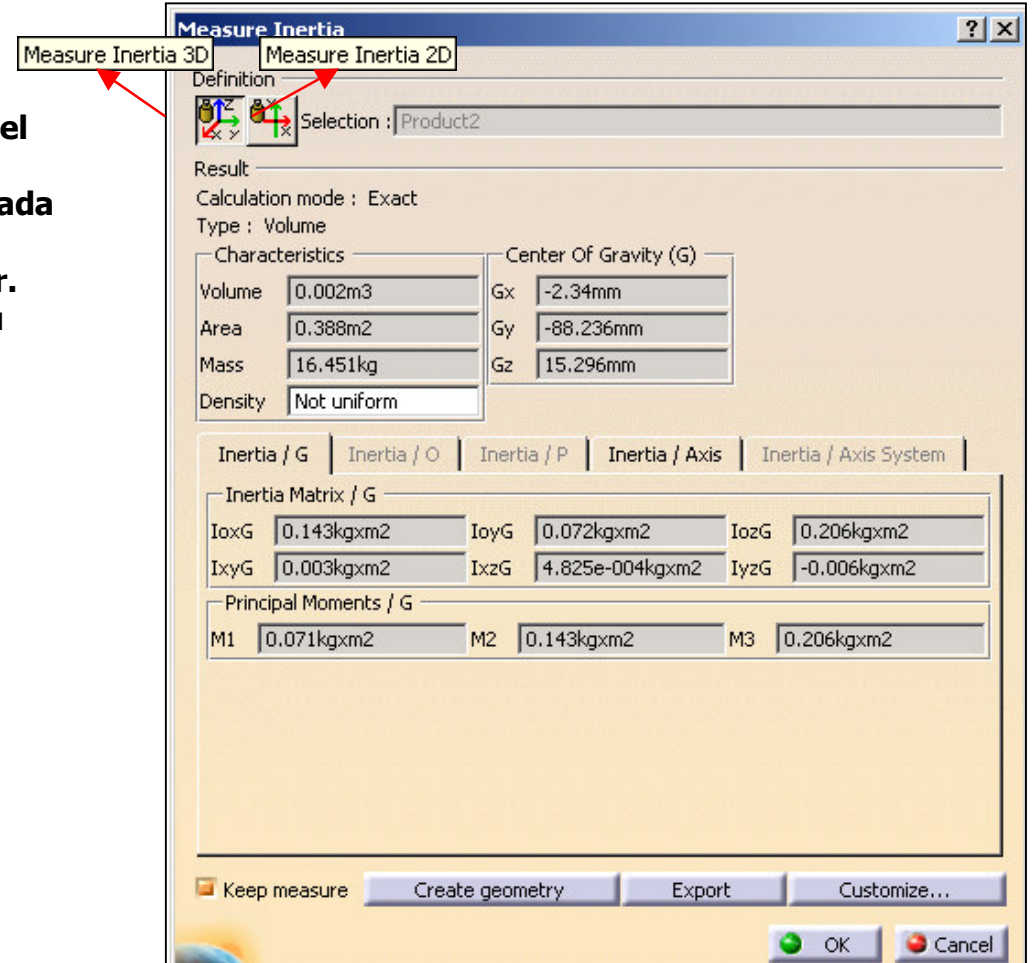 Measure Inertia
Measure Inertia 3D
Measure Inertia 2D
Definition
el
Selection : Product2
Result
ada
Calculation mode : Exact
Type : Volume
Characteristics
Center Of Gravity (G)
r.
Volume 0.002m3 Gx -2.34mm
Area 0.388m2 Gy -88.236mm
Mass 16.451kg Gz 15.296mm
Density Not uniform
Inertia / G Inertia / O Inertia / P Inertia / Axis Inertia / Axis System
Inertia Matrix / G
IoxG 0.143kgxm2 IoyG 0.072kgxm2 IozG 0.206kgxm2
IxyG 0.003kgxm2 IxzG 4.825e-004kgxm2 IyzG -0.006kgxm2
Principal Moments / G
M1 0.071kgxm2 M2 0.143kgxm2 M3 0.206kgxm2
Keep measure Create geometry Export Customize...
OK Cancel